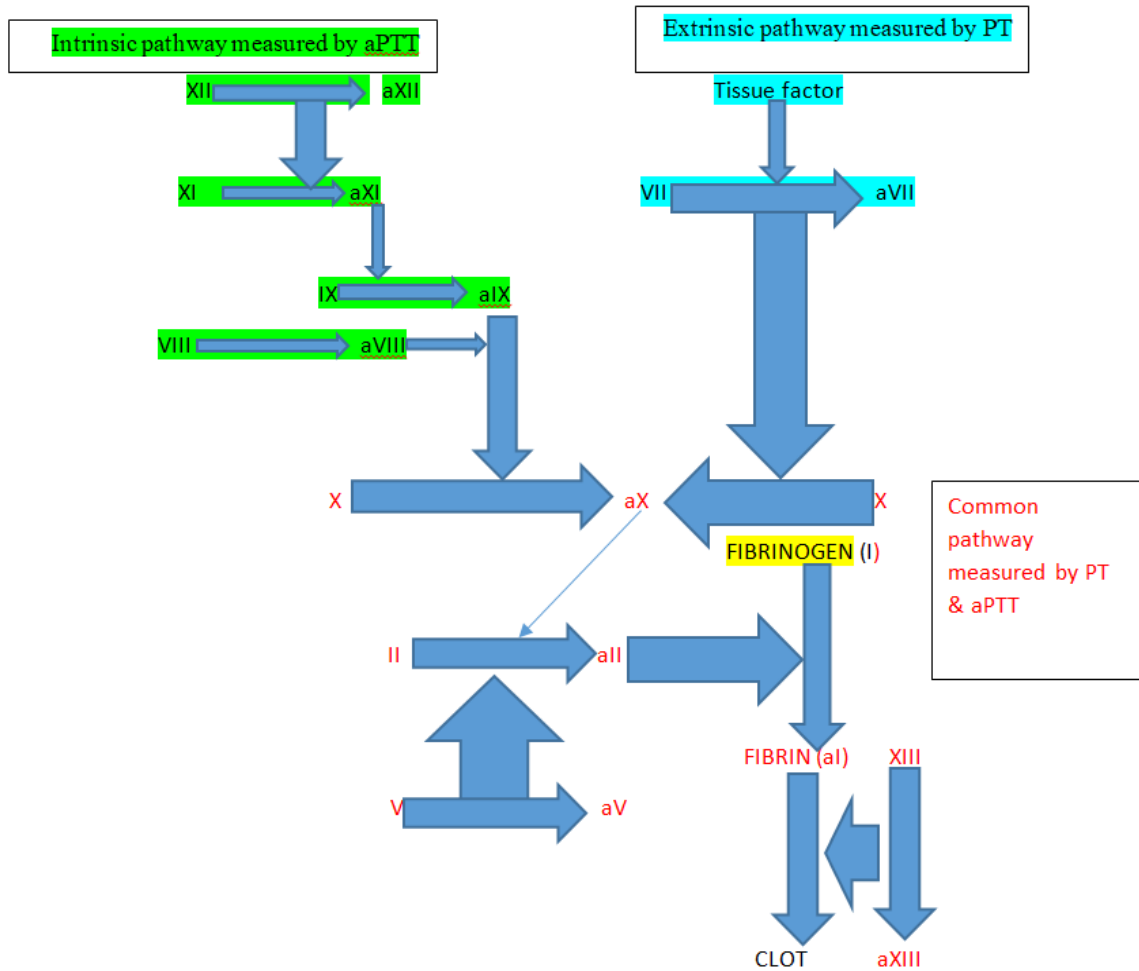 Intrinsic pathway measured by aPTT
Extrinsic pathway measured by PT
XII aXII
Tissue factor
XI aXI
VII aVII
IX aIX
VIII aVIII
X aX X
FIBRINOGEN (I)
Common
pathway
measured by PT
& aPTT
II aII
FIBRIN (aI) XIII
V aV
CLOT aXIII